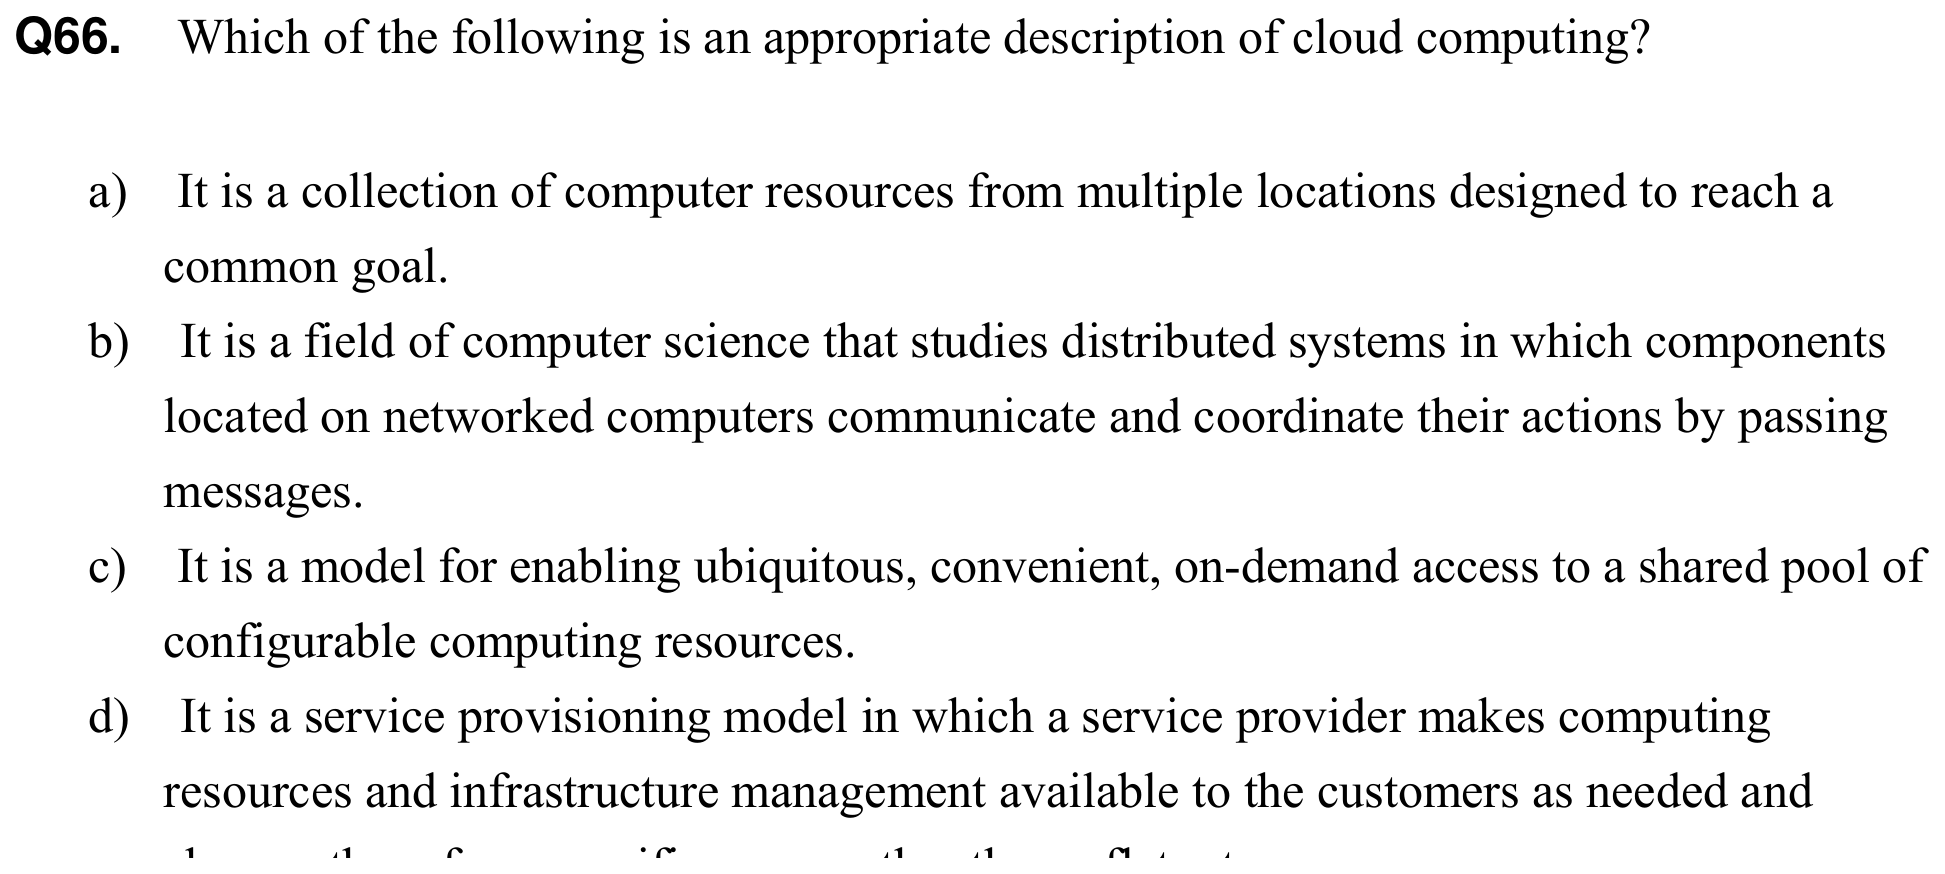 Q66. Which of the following is an appropriate description of cloud computing?
a) It is a collection of computer resources from multiple locations designed to reach a
common goal.
b) It is a field of computer science that studies distributed systems in which components
located on networked computers communicate and coordinate their actions by passing
messages.
c) It is a model for enabling ubiquitous, convenient, on-demand access to a shared pool of
configurable computing resources.
d) It is a service provisioning model in which a service provider makes computing
resources and infrastructure management available to the customers as needed and